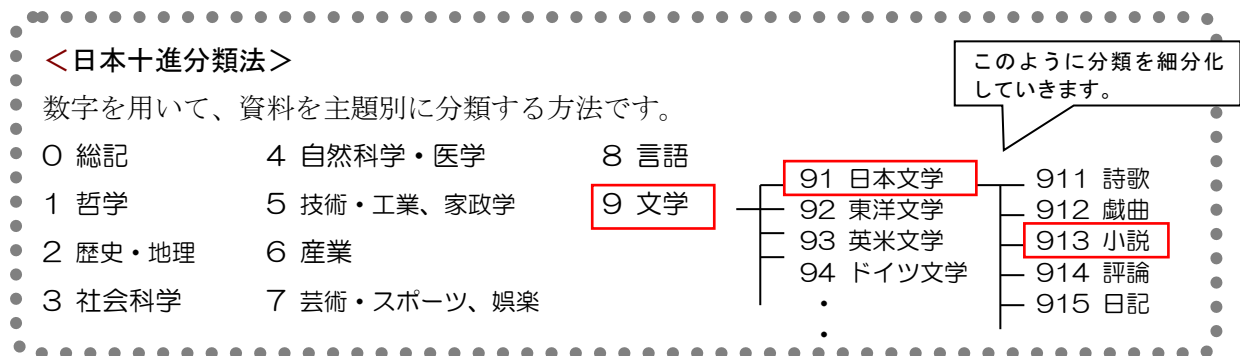 ＜日本十進分類法＞
このように分類を細分化
していきます。
数字を用いて、資料を主題別に分類する方法です。
0 総記
1 哲学
2 歴史・地理
3 社会科学
4 自然科学・医学
5 技術・工業、家政学
6 産業
7 芸術・スポーツ、娯楽
8 言語
9 文学
91 日本文学
92 東洋文学
93 英米文学
94 ドイツ文学
・
・
911 詩歌
912 戯曲
913 小説
914 評論
915 日記